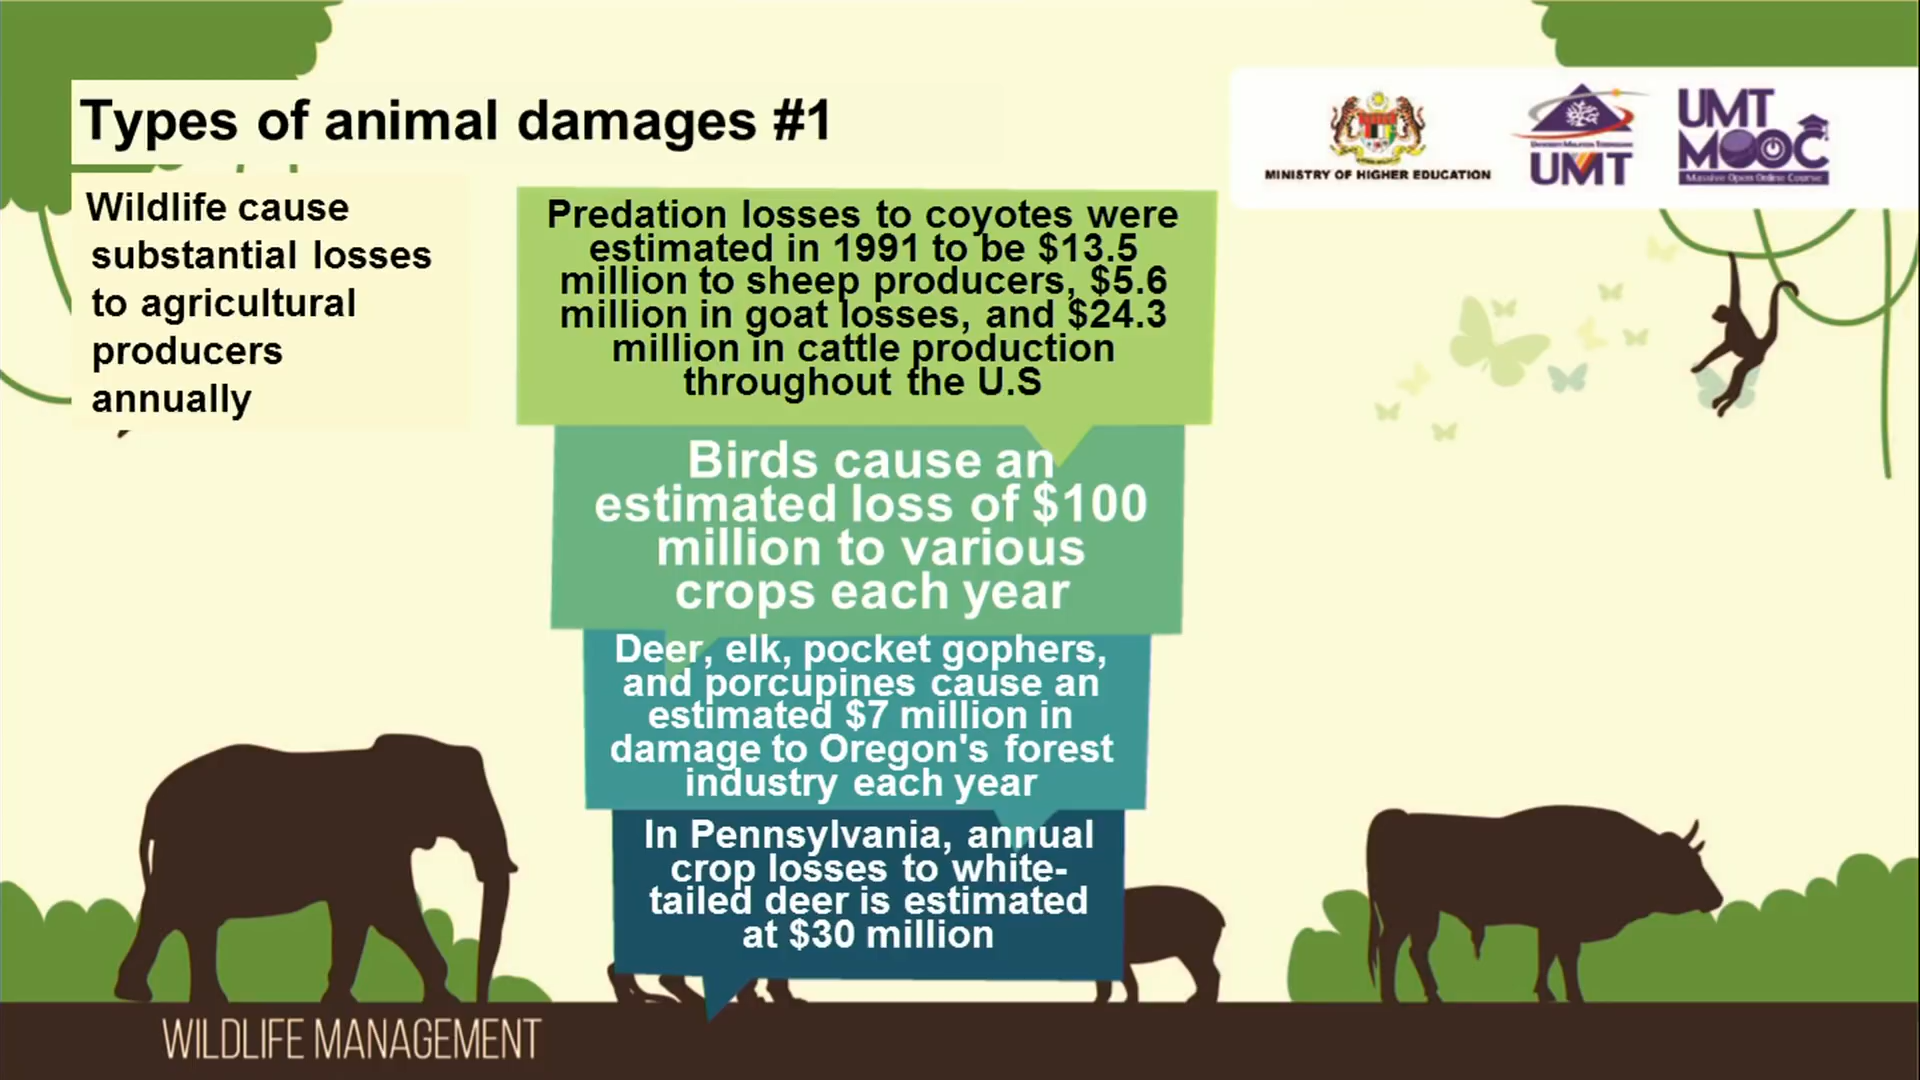 Types of animal damages #1
MINISTRY OF HIGHER EDUCATION
UMT
UMT
MOOC
Massive Open Online Course
Wildlife cause
substantial losses
to agricultural
producers
annually
Predation losses to coyotes were
estimated in 1991 to be $13.5
million to sheep producers, $5.6
million in goat losses, and $24.3
million in cattle production
throughout the U.S
Birds cause an
estimated loss of $100
million to various
crops each year
Deer, elk, pocket gophers,
and porcupines cause an
estimated $7 million in
damage to Oregon's forest
industry each year
In Pennsylvania, annual
crop losses to white-
tailed deer is estimated
at $30 million
WILDLIFE MANAGEMENT